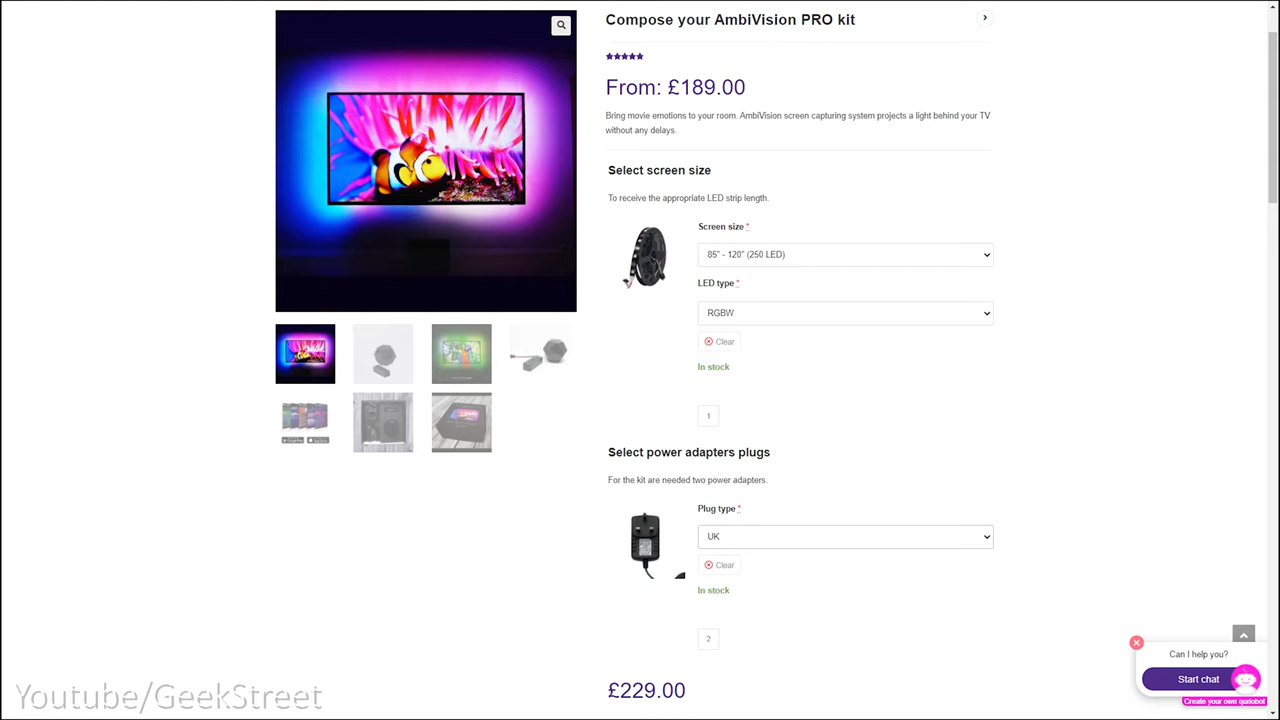 Compose your AmbiVision PRO kit
From: £189.00
Bring movie emotions to your room. AmbiVision screen capturing system projects a light behind your TV
without any delays.
Select screen size
To receive the appropriate LED strip length.
Screen size *
85" - 120" (250 LED)
LED type *
RGBW
Clear
In stock
1
Select power adapters plugs
For the kit are needed two power adapters.
Plug type *
UK
Clear
In stock
2
£229.00
Can I help you?
Start chat
Create your own quriobot
Youtube/GeekStreet